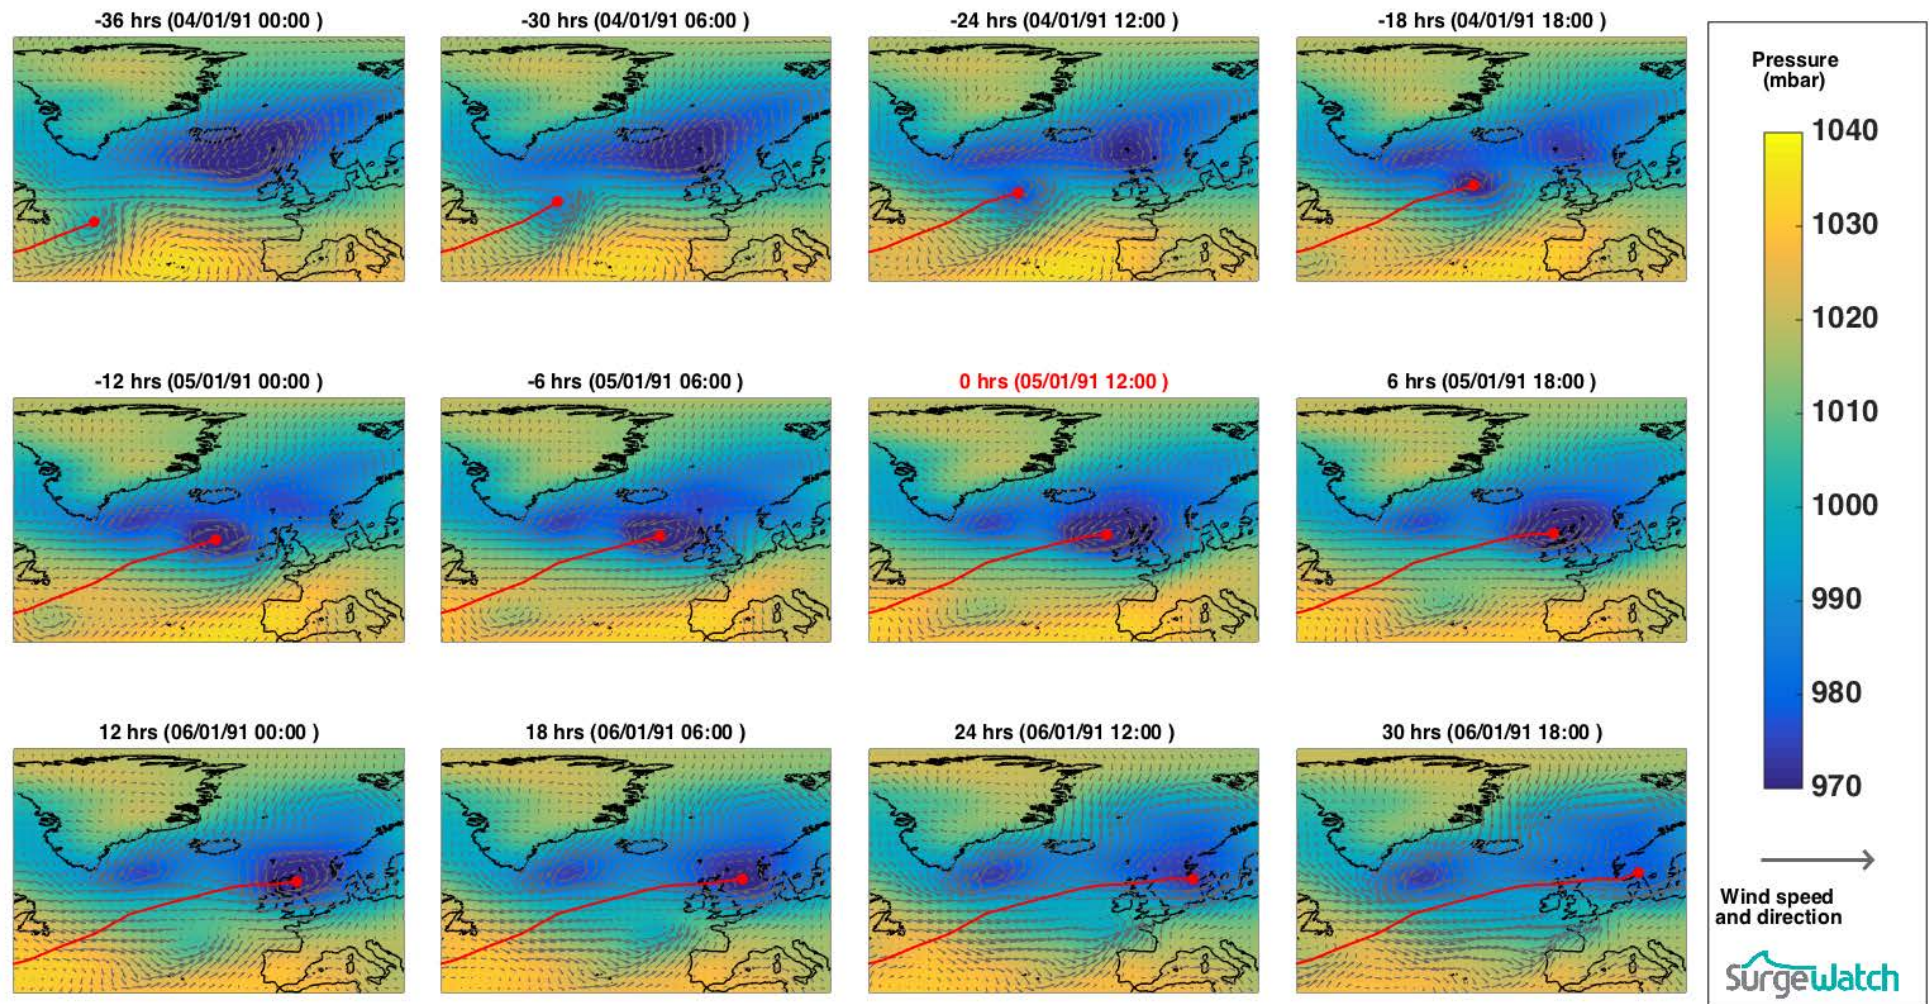 -36 hrs (04/01/91 00:00 )
-30 hrs (04/01/91 06:00 )
-24 hrs (04/01/91 12:00 )
-18 hrs (04/01/91 18:00 )
Pressure
(mbar)
1040
1030
1020
1010
1000
990
980
970
-12 hrs (05/01/91 00:00 )
-6 hrs (05/01/91 06:00 )
0 hrs (05/01/91 12:00 )
6 hrs (05/01/91 18:00 )
12 hrs (06/01/91 00:00 )
18 hrs (06/01/91 06:00 )
24 hrs (06/01/91 12:00 )
30 hrs (06/01/91 18:00 )
Wind speed
and direction
Surgewatch